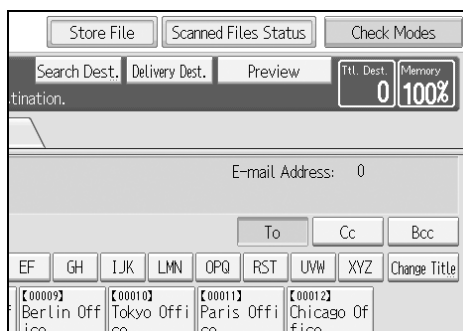 Store File Scanned Files Status Check Modes
Search Dest. Delivery Dest. Preview Ttl. Dest. Memory
tination. 0 100%
E-mail Address: 0
To Cc Bcc
EF GH IJK LMN OPQ RST UVW XYZ Change Title
【00009】 【00010】 【00011】 【00012】
Berlin Off Tokyo Offi Paris Offi Chicago Of
ice ce ce fice